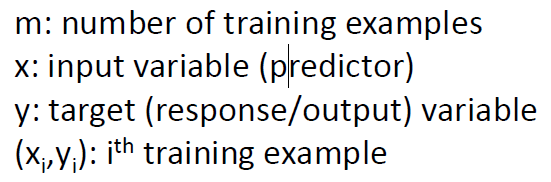 m: number of training examples
x: input variable (predictor)
y: target (response/output) variable
(xᵢ,yᵢ): iᵗʰ training example